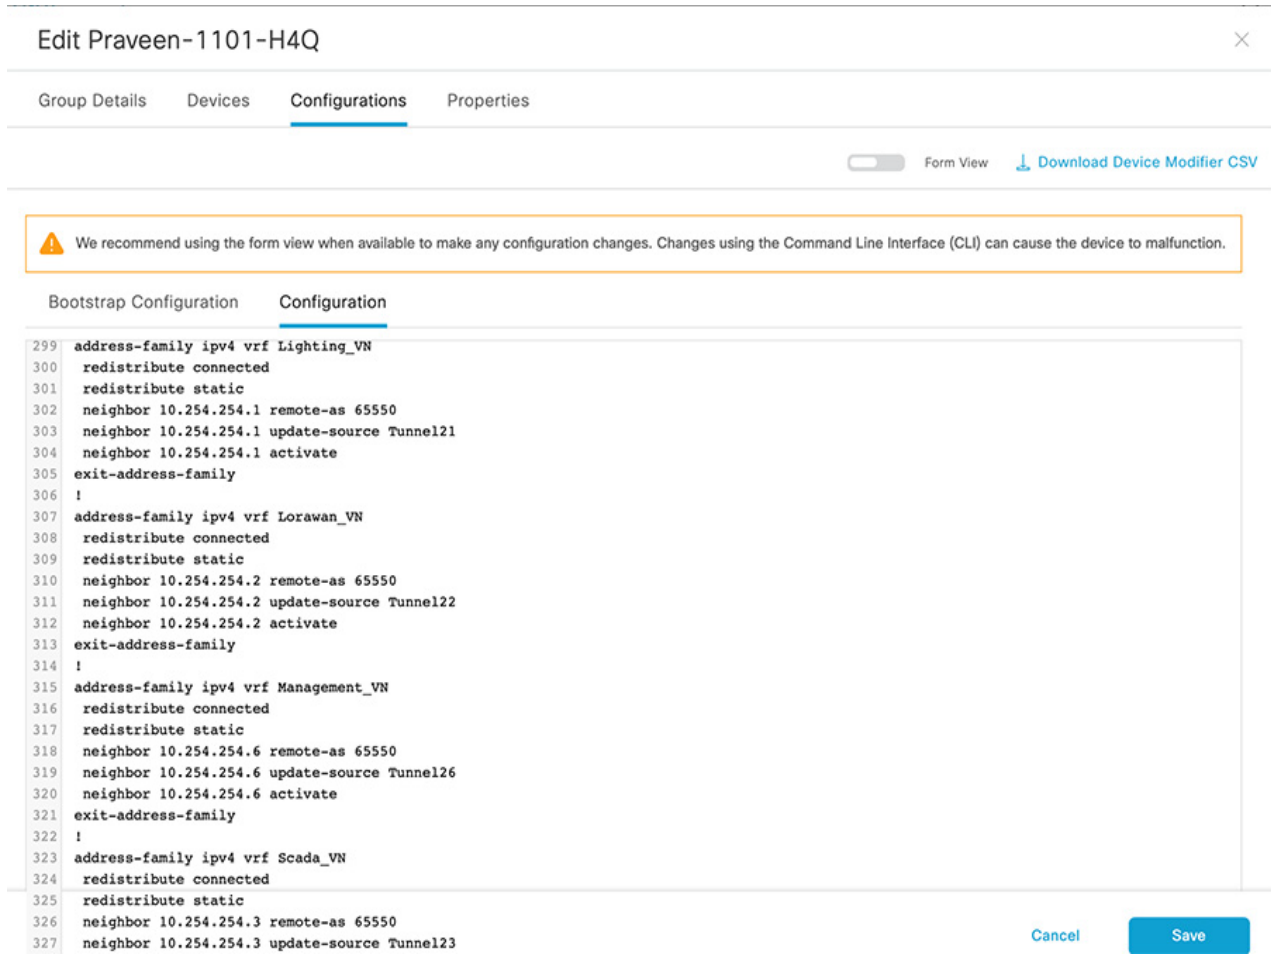 Edit Praveen-1101-H4Q
Group Details Devices Configurations Properties
Form View Download Device Modifier CSV
We recommend using the form view when available to make any configuration changes. Changes using the Command Line Interface (CLI) can cause the device to malfunction.
Bootstrap Configuration Configuration
299 address-family ipv4 vrf Lighting_VN
300 redistribute connected
301 redistribute static
302 neighbor 10.254.254.1 remote-as 65550
303 neighbor 10.254.254.1 update-source Tunnel21
304 neighbor 10.254.254.1 activate
305 exit-address-family
306 !
307 address-family ipv4 vrf Lorawan_VN
308 redistribute connected
309 redistribute static
310 neighbor 10.254.254.2 remote-as 65550
311 neighbor 10.254.254.2 update-source Tunnel22
312 neighbor 10.254.254.2 activate
313 exit-address-family
314 !
315 address-family ipv4 vrf Management_VN
316 redistribute connected
317 redistribute static
318 neighbor 10.254.254.6 remote-as 65550
319 neighbor 10.254.254.6 update-source Tunnel26
320 neighbor 10.254.254.6 activate
321 exit-address-family
322 !
323 address-family ipv4 vrf Scada_VN
324 redistribute connected
325 redistribute static
326 neighbor 10.254.254.3 remote-as 65550
327 neighbor 10.254.254.3 update-source Tunnel23
Cancel Save